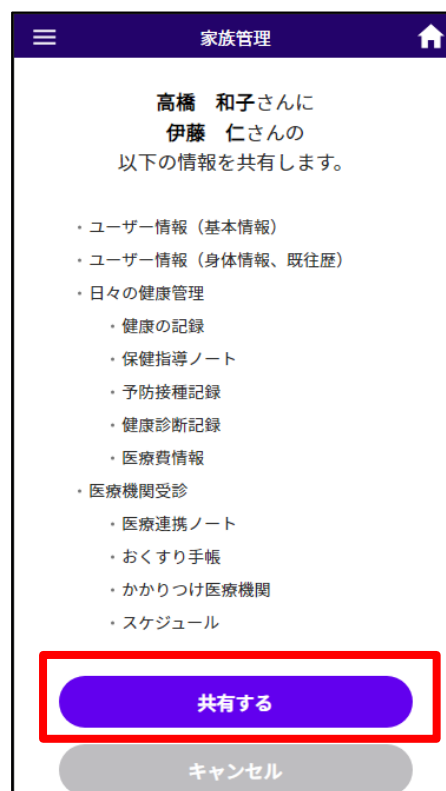 家族管理
高橋　和子さんに
伊藤　仁さんの
以下の情報を共有します。
・ユーザー情報（基本情報）
・ユーザー情報（身体情報、既往歴）
・日々の健康管理
・健康の記録
・保健指導ノート
・予防接種記録
・健康診断記録
・医療費情報
・医療機関受診
・医療連携ノート
・おくすり手帳
・かかりつけ医療機関
・スケジュール
共有する
キャンセル